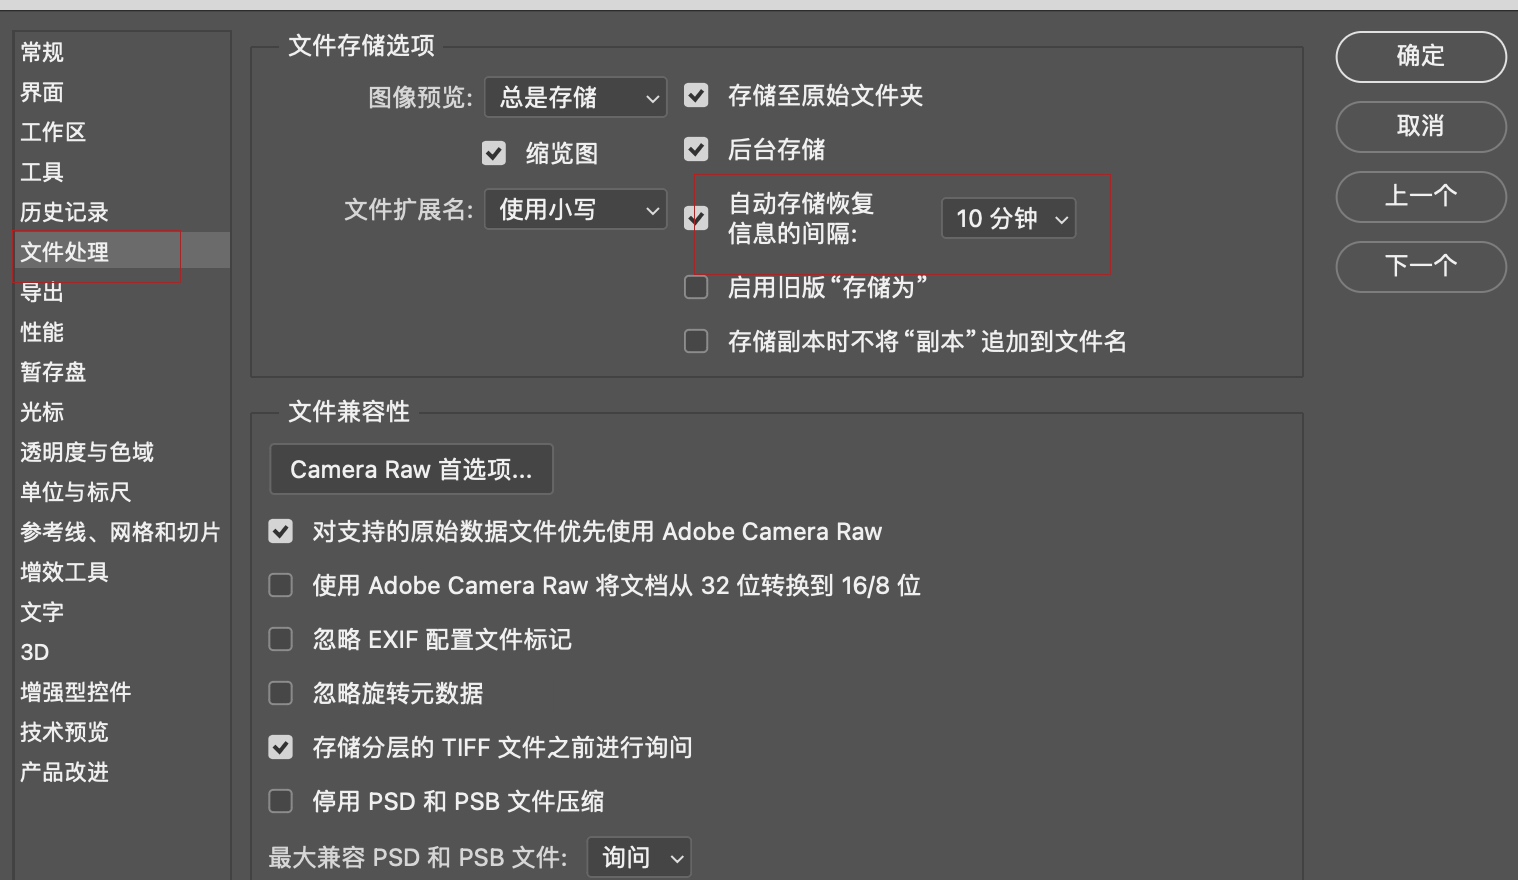 常规
界面
工作区
工具
历史记录
文件处理
导出
性能
暂存盘
光标
透明度与色域
单位与标尺
参考线、网格和切片
增效工具
文字
3D
增强型控件
技术预览
产品改进
文件存储选项
图像预览: 总是存储
缩览图
文件扩展名: 使用小写
存储至原始文件夹
后台存储
自动存储恢复
信息的间隔: 10 分钟
启用旧版“存储为”
存储副本时不将“副本”追加到文件名
文件兼容性
Camera Raw 首选项...
对支持的原始数据文件优先使用 Adobe Camera Raw
使用 Adobe Camera Raw 将文档从 32 位转换到 16/8 位
忽略 EXIF 配置文件标记
忽略旋转元数据
存储分层的 TIFF 文件之前进行询问
停用 PSD 和 PSB 文件压缩
最大兼容 PSD 和 PSB 文件: 询问
确定
取消
上一个
下一个